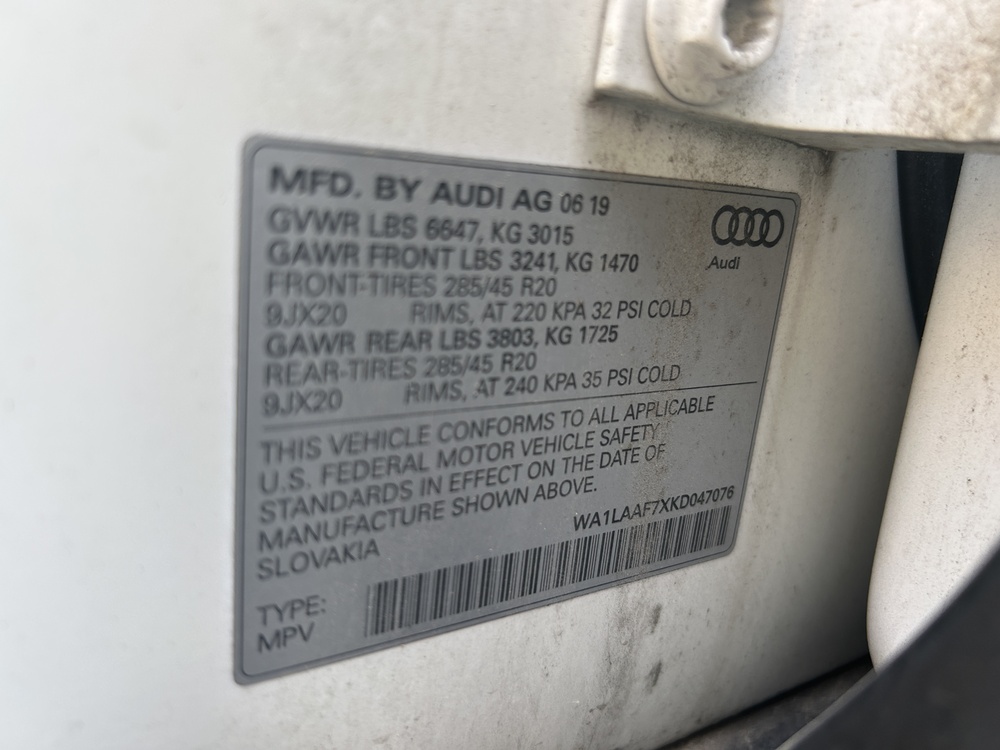 MFD. BY AUDI AG 06 19
GVWR LBS 6647, KG 3015
GAWR FRONT LBS 3241, KG 1470
FRONT-TIRES 285/45 R20
9JX20 RIMS, AT 220 KPA 32 PSI COLD
GAWR REAR LBS 3803, KG 1725
REAR-TIRES 285/45 R20
9JX20 RIMS, AT 240 KPA 35 PSI COLD
Audi
THIS VEHICLE CONFORMS TO ALL APPLICABLE
U.S. FEDERAL MOTOR VEHICLE SAFETY
STANDARDS IN EFFECT ON THE DATE OF
MANUFACTURE SHOWN ABOVE.
SLOVAKIA
WA1LAAF7XKD047076
TYPE:
MPV